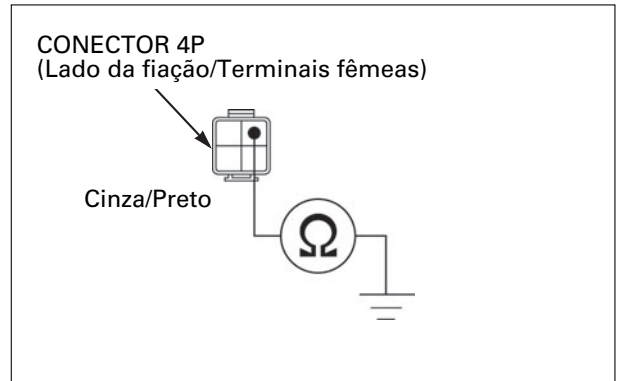 CONECTOR 4P
(Lado da fiação/Terminais fêmeas)
Cinza/Preto
Ω